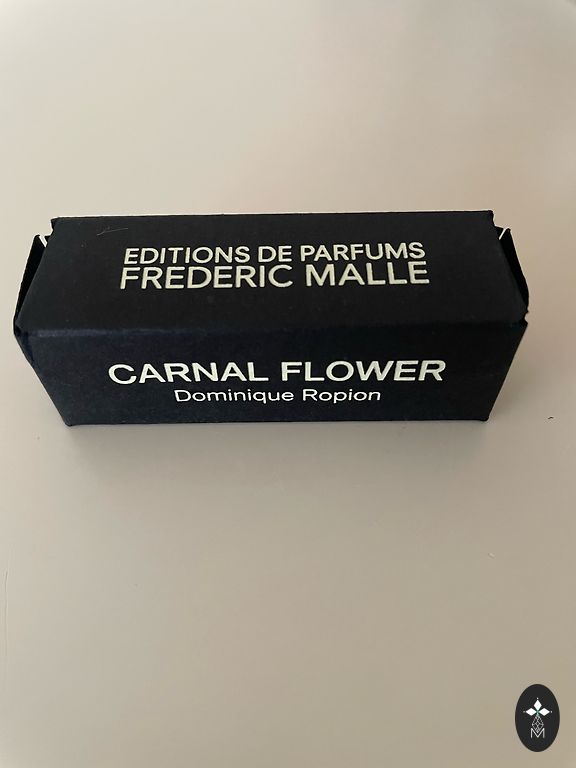 EDITIONS DE PARFUMS
FREDERIC MALLE
CARNAL FLOWER
Dominique Ropion
M